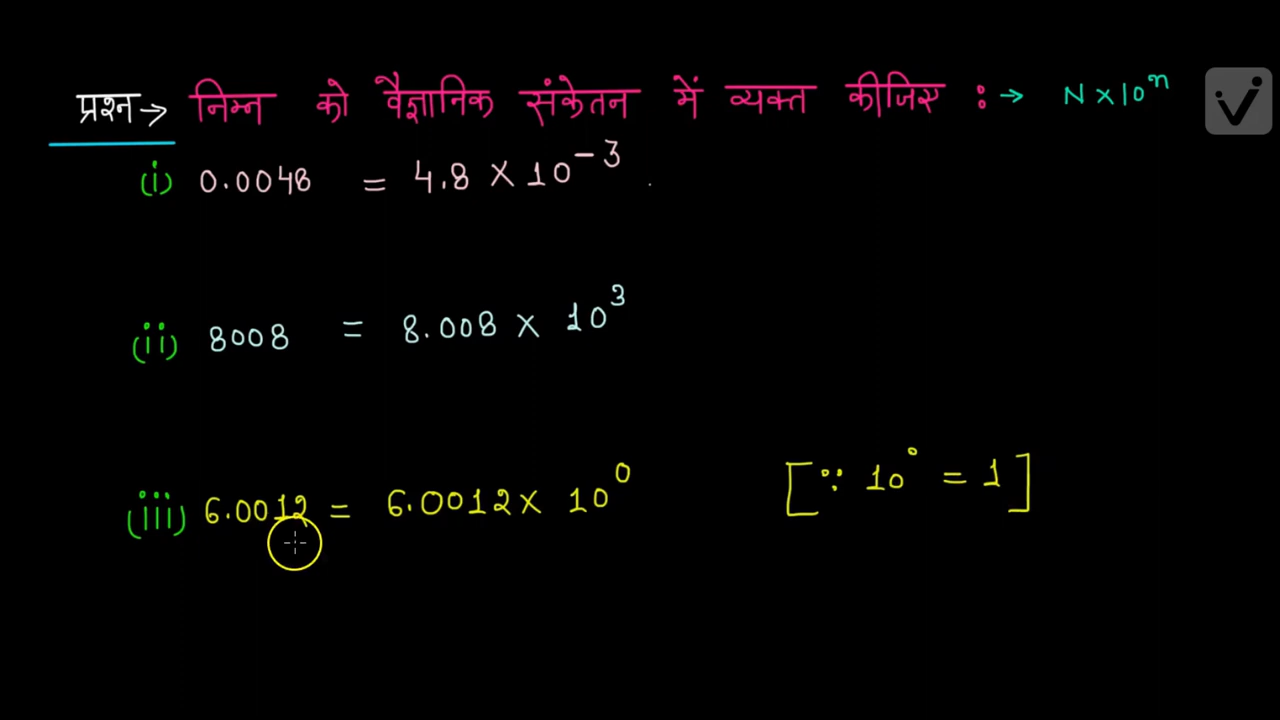 प्रश्न → निम्न को वैज्ञानिक संकेतन में व्यक्त कीजिए : → N × 10ⁿ
(i) 0.0048 = 4.8 × 10⁻³
(ii) 8008 = 8.008 × 10³
(iii) 6.0012 = 6.0012 × 10⁰ [∵ 10⁰ = 1]